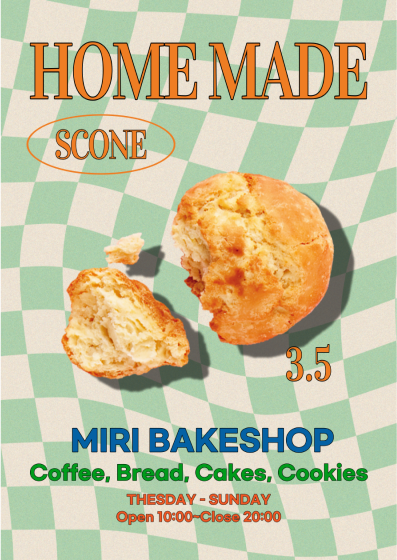 HOME MADE
SCONE
3.5
MIRI BAKESHOP
Coffee, Bread, Cakes, Cookies
THESDAY - SUNDAY
Open 10:00~Close 20:00